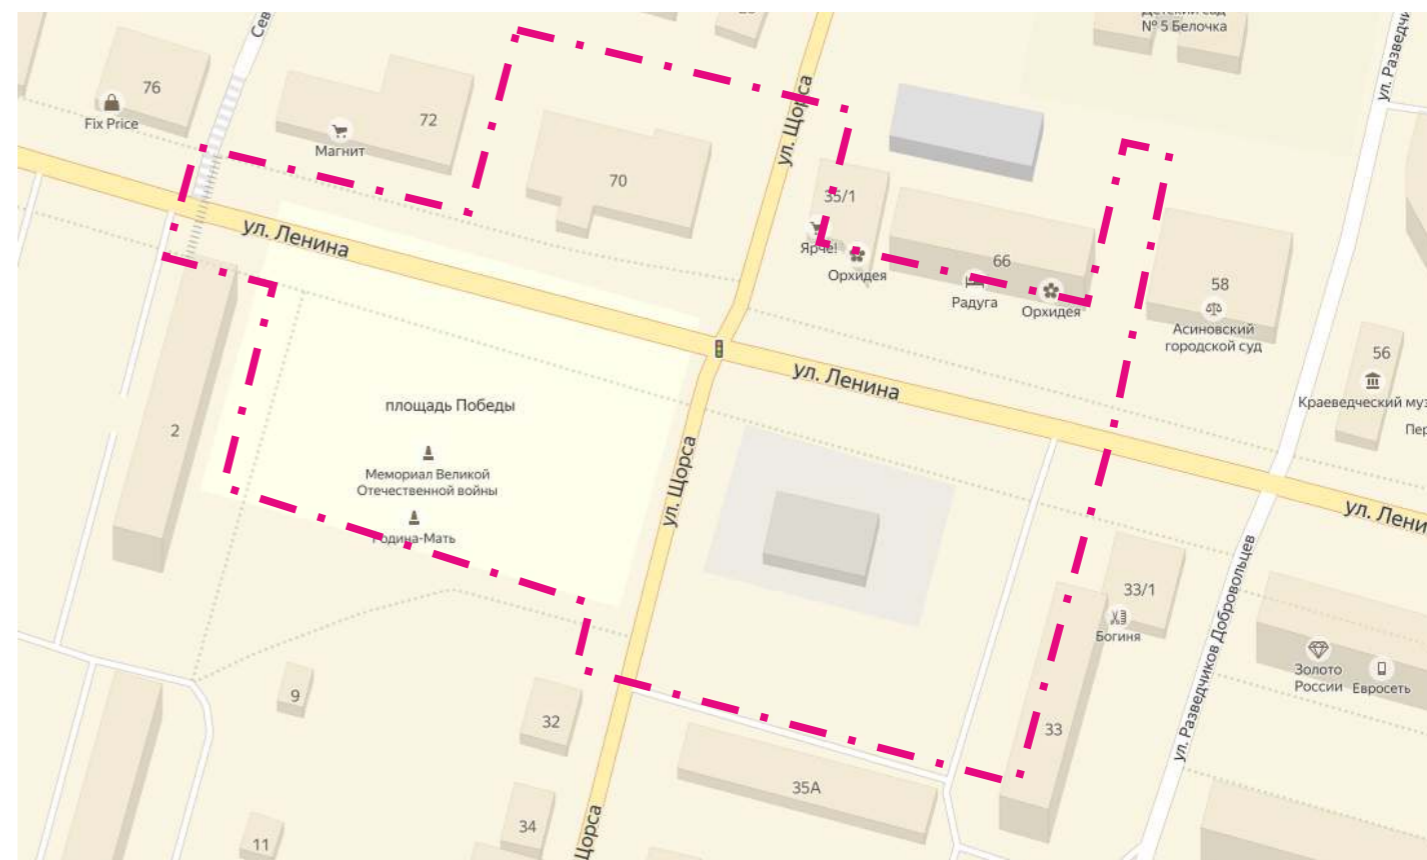 Сев
76
Fix Price
72
Магнит
70
ул. Щорса
Детский сад
№ 5 Белочка
ул. Разведчи
35/1
Ярче!
Орхидея
66
Радуга
Орхидея
58
Асиновский
городской суд
56
Краеведческий муз
Пер
ул. Ленина
ул. Ленина
ул. Лени
площадь Победы
Мемориал Великой
Отечественной войны
Родина-Мать
2
ул. Щорса
33/1
Богиня
ул. Разведчиков Добровольцев
Золото
России
Евросеть
33
9
32
35А
34
11
Щорса